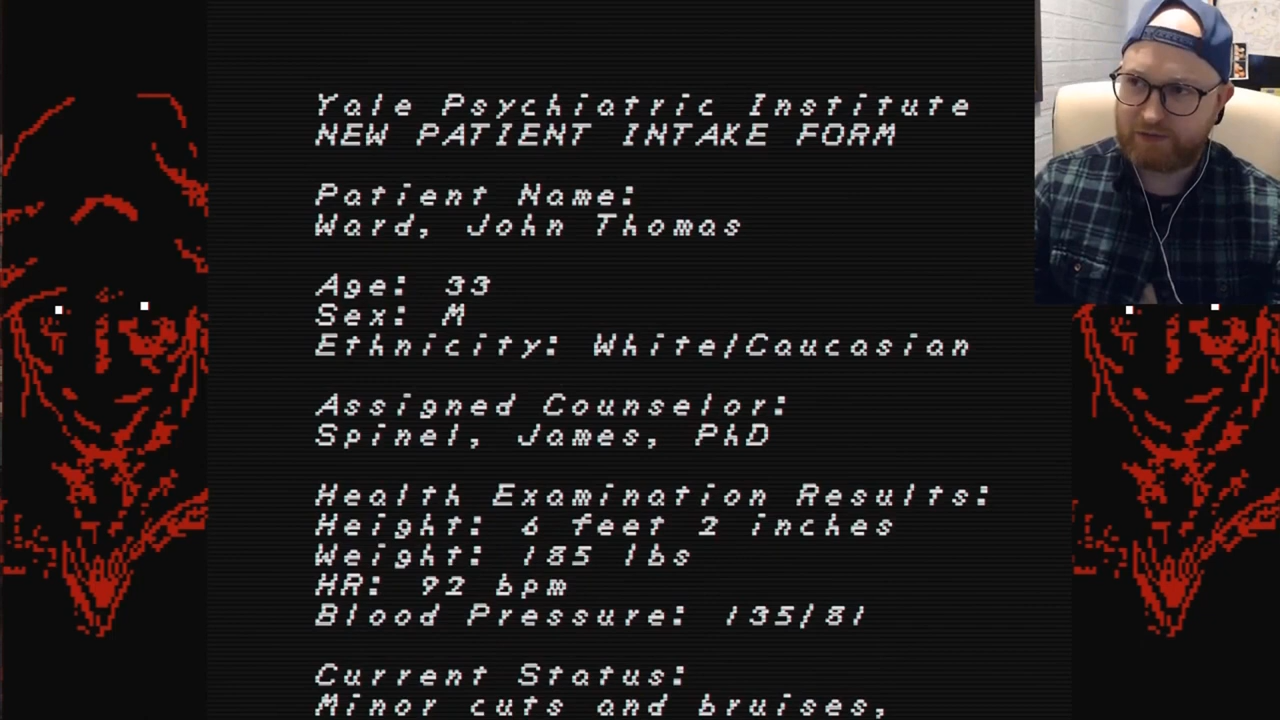 Yale Psychiatric Institute
NEW PATIENT INTAKE FORM
Patient Name:
Ward, John Thomas
Age: 33
Sex: M
Ethnicity: White/Caucasian
Assigned Counselor:
Spinel, James, PhD
Health Examination Results:
Height: 6 feet 2 inches
Weight: 185 lbs
HR: 92 bpm
Blood Pressure: 135/81
Current Status:
Minor cuts and bruises,